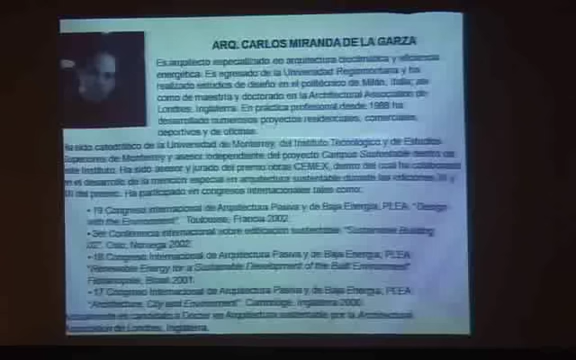 ARQ. CARLOS MIRANDA DE LA GARZA
Es arquitecto especializado en arquitectura bioclimática y eficiencia
energética. Es egresado de la Universidad Regiomontana y ha
realizado estudios de diseño en el politécnico de Milán, Italia; así
como de maestría y doctorado en la Architectural Association de
Londres, Inglaterra. En práctica profesional desde 1988 ha
desarrollado numerosos proyectos residenciales, comerciales,
deportivos y de oficinas.
Ha sido catedrático de la Universidad de Monterrey, del Instituto Tecnológico y de Estudios
Superiores de Monterrey y asesor independiente del proyecto Campus Sustentable dentro de
este Instituto. Ha sido asesor y jurado del premio obras CEMEX, dentro del cual ha colaborado
en el desarrollo de la mención especial en arquitectura sustentable durante las ediciones
del premio. Ha participado en congresos internacionales tales como:
• 19 Congreso Internacional de Arquitectura Pasiva y de Baja Energía, PLEA. "Design
with the Environment". Toulouse, Francia 2002.
• 3er Conferencia internacional sobre edificación sustentable "Sustainable Building
02". Oslo, Noruega 2002.
• 18 Congreso Internacional de Arquitectura Pasiva y de Baja Energía, PLEA
"Renewable Energy for a Sustainable Development of the Built Environment"
Florianopolis, Brasil 2001.
• 17 Congreso Internacional de Arquitectura Pasiva y de Baja Energía, PLEA
"Architecture, City and Environment" Cambridge, Inglaterra 2000.
es candidato a Doctor en Arquitectura sustentable por la Architectural
Association de Londres, Inglaterra.